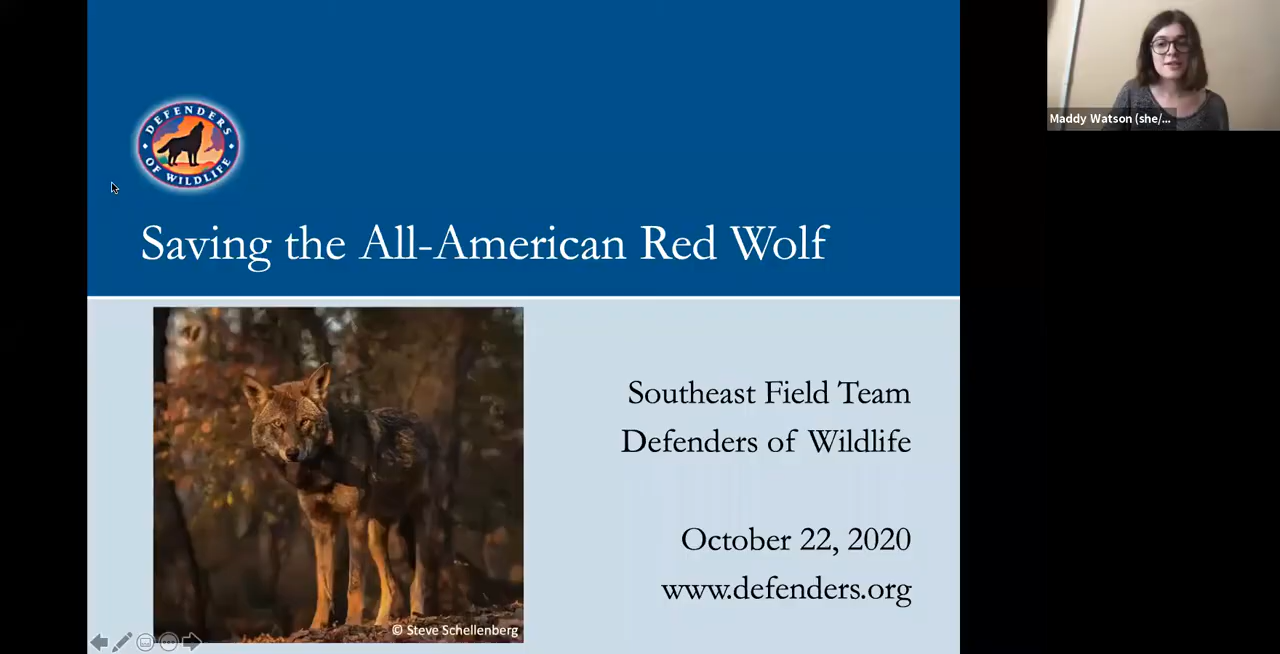 DEFENDERS
OF WILDLIFE
Saving the All-American Red Wolf
Southeast Field Team
Defenders of Wildlife
October 22, 2020
www.defenders.org
© Steve Schellenberg
Maddy Watson (she/...